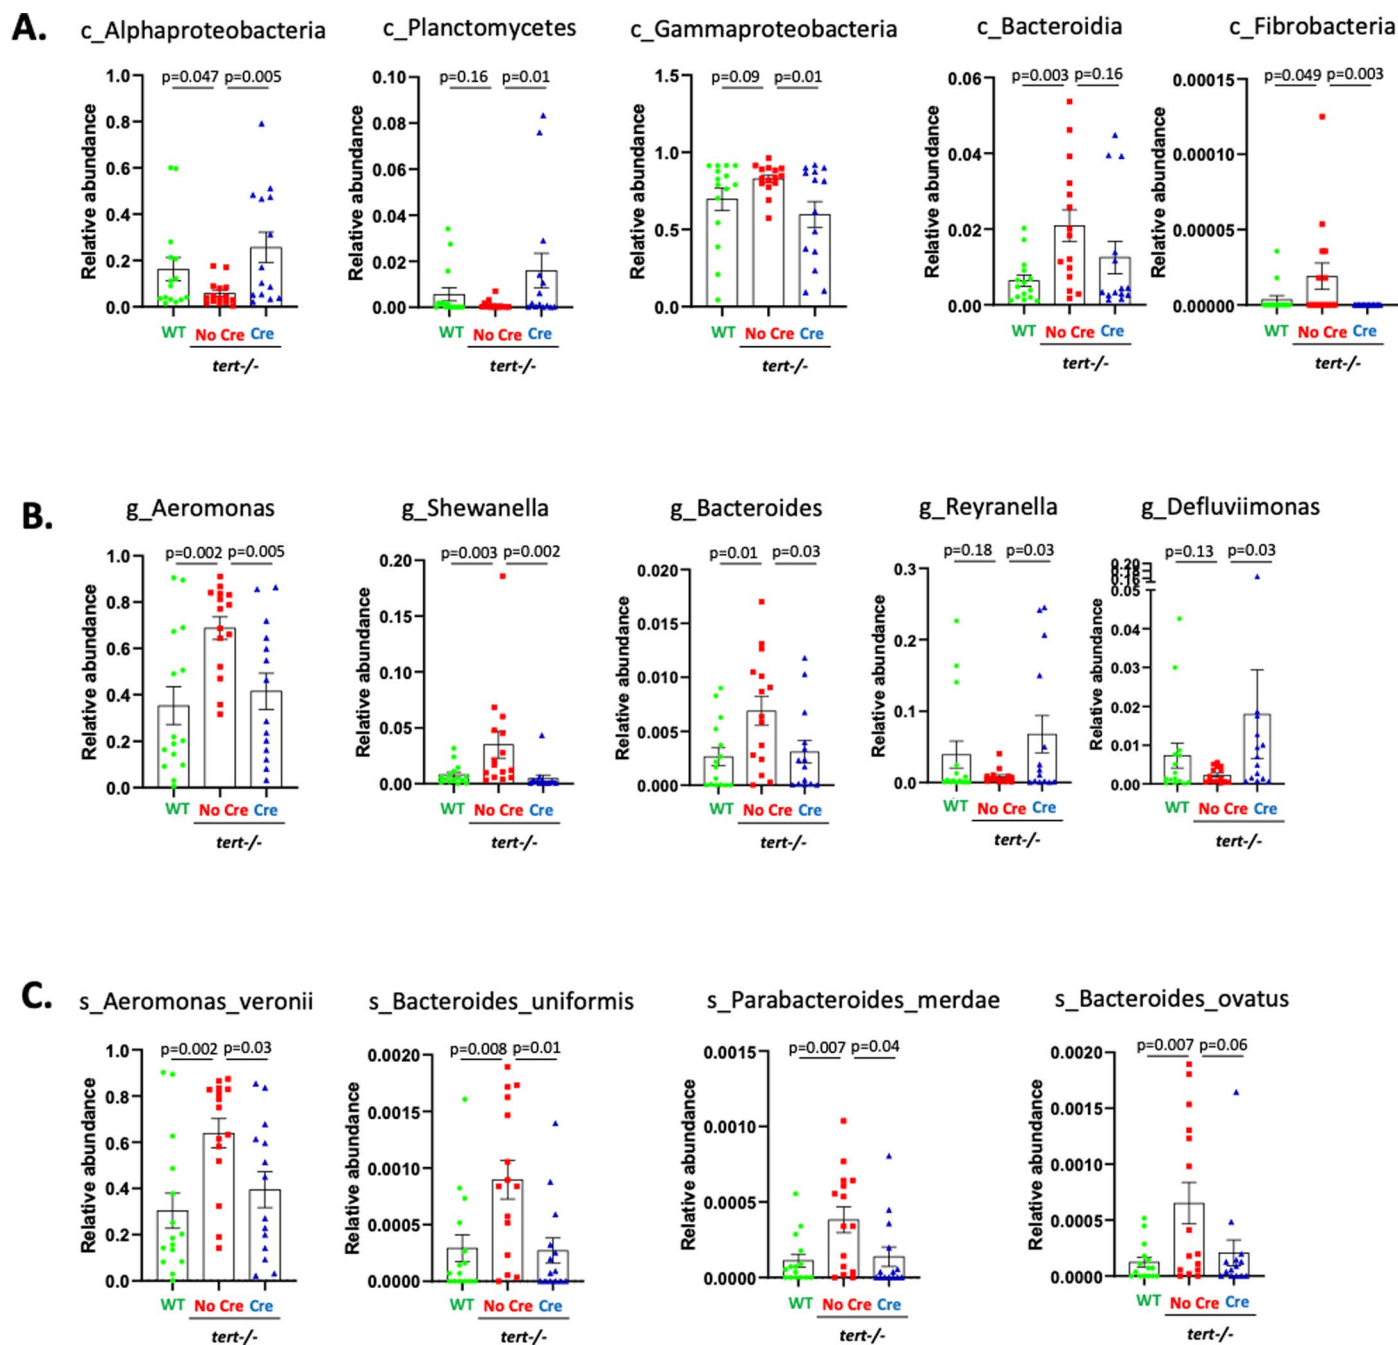 A.
c_Alphaproteobacteria
c_Planctomycetes
c_Gammaproteobacteria
c_Bacteroidia
c_Fibrobacteria
p=0.047 p=0.005
p=0.16 p=0.01
p=0.09 p=0.01
p=0.003 p=0.16
p=0.049 p=0.003
Relative abundance
1.0
0.8
0.6
0.4
0.2
0.0
WT No Cre Cre
tert-/-
Relative abundance
0.10
0.08
0.06
0.04
0.02
0.00
WT No Cre Cre
tert-/-
Relative abundance
1.5
1.0
0.5
0.0
WT No Cre Cre
tert-/-
Relative abundance
0.06
0.04
0.02
0.00
WT No Cre Cre
tert-/-
Relative abundance
0.00015
0.00010
0.00005
0.00000
WT No Cre Cre
tert-/-
B.
g_Aeromonas
g_Shewanella
g_Bacteroides
g_Reyranella
g_Defluviimonas
p=0.002 p=0.005
p=0.003 p=0.002
p=0.01 p=0.03
p=0.18 p=0.03
p=0.13 p=0.03
Relative abundance
1.0
0.8
0.6
0.4
0.2
0.0
WT No Cre Cre
tert-/-
Relative abundance
0.20
0.15
0.10
0.05
0.00
WT No Cre Cre
tert-/-
Relative abundance
0.020
0.015
0.010
0.005
0.000
WT No Cre Cre
tert-/-
Relative abundance
0.3
0.2
0.1
0.0
WT No Cre Cre
tert-/-
Relative abundance
0.20
0.18
0.16
0.05
0.04
0.03
0.02
0.01
0.00
WT No Cre Cre
tert-/-
C.
s_Aeromonas_veronii
s_Bacteroides_uniformis
s_Parabacteroides_merdae
s_Bacteroides_ovatus
p=0.002 p=0.03
p=0.008 p=0.01
p=0.007 p=0.04
p=0.007 p=0.06
Relative abundance
1.0
0.8
0.6
0.4
0.2
0.0
WT No Cre Cre
tert-/-
Relative abundance
0.0020
0.0015
0.0010
0.0005
0.0000
WT No Cre Cre
tert-/-
Relative abundance
0.0015
0.0010
0.0005
0.0000
WT No Cre Cre
tert-/-
Relative abundance
0.0020
0.0015
0.0010
0.0005
0.0000
WT No Cre Cre
tert-/-